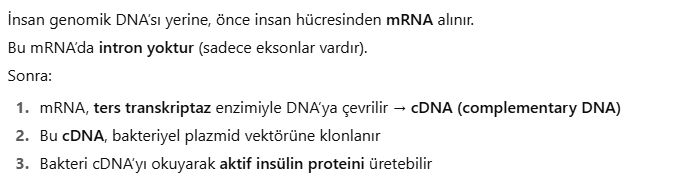 İnsan genomik DNA’sı yerine, önce insan hücresinden mRNA alınır.
Bu mRNA’da intron yoktur (sadece eksonlar vardır).
Sonra:
1. mRNA, ters transkriptaz enzimiyle DNA’ya çevrilir → cDNA (complementary DNA)
2. Bu cDNA, bakteriyel plazmid vektörüne klonlanır
3. Bakteri cDNA’yı okuyarak aktif insülin proteini üretebilir